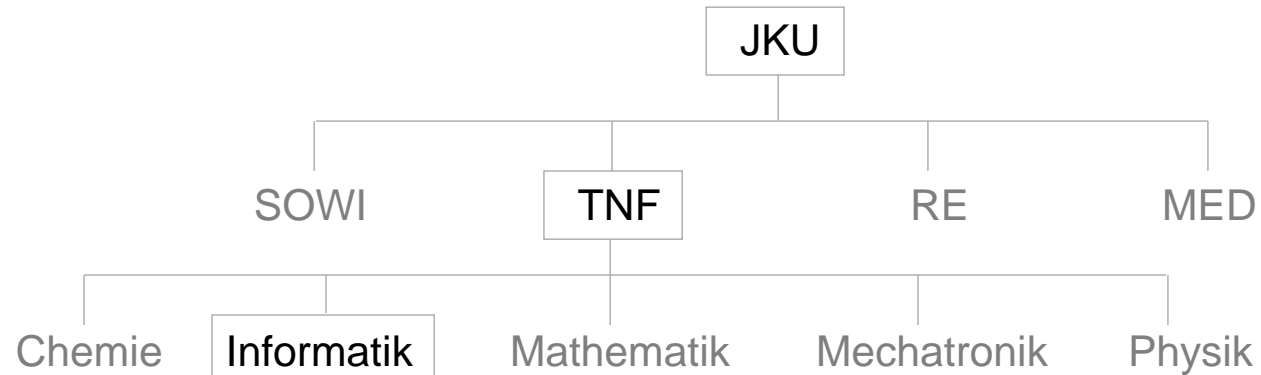 JKU
SOWI TNF RE MED
Chemie Informatik Mathematik Mechatronik Physik